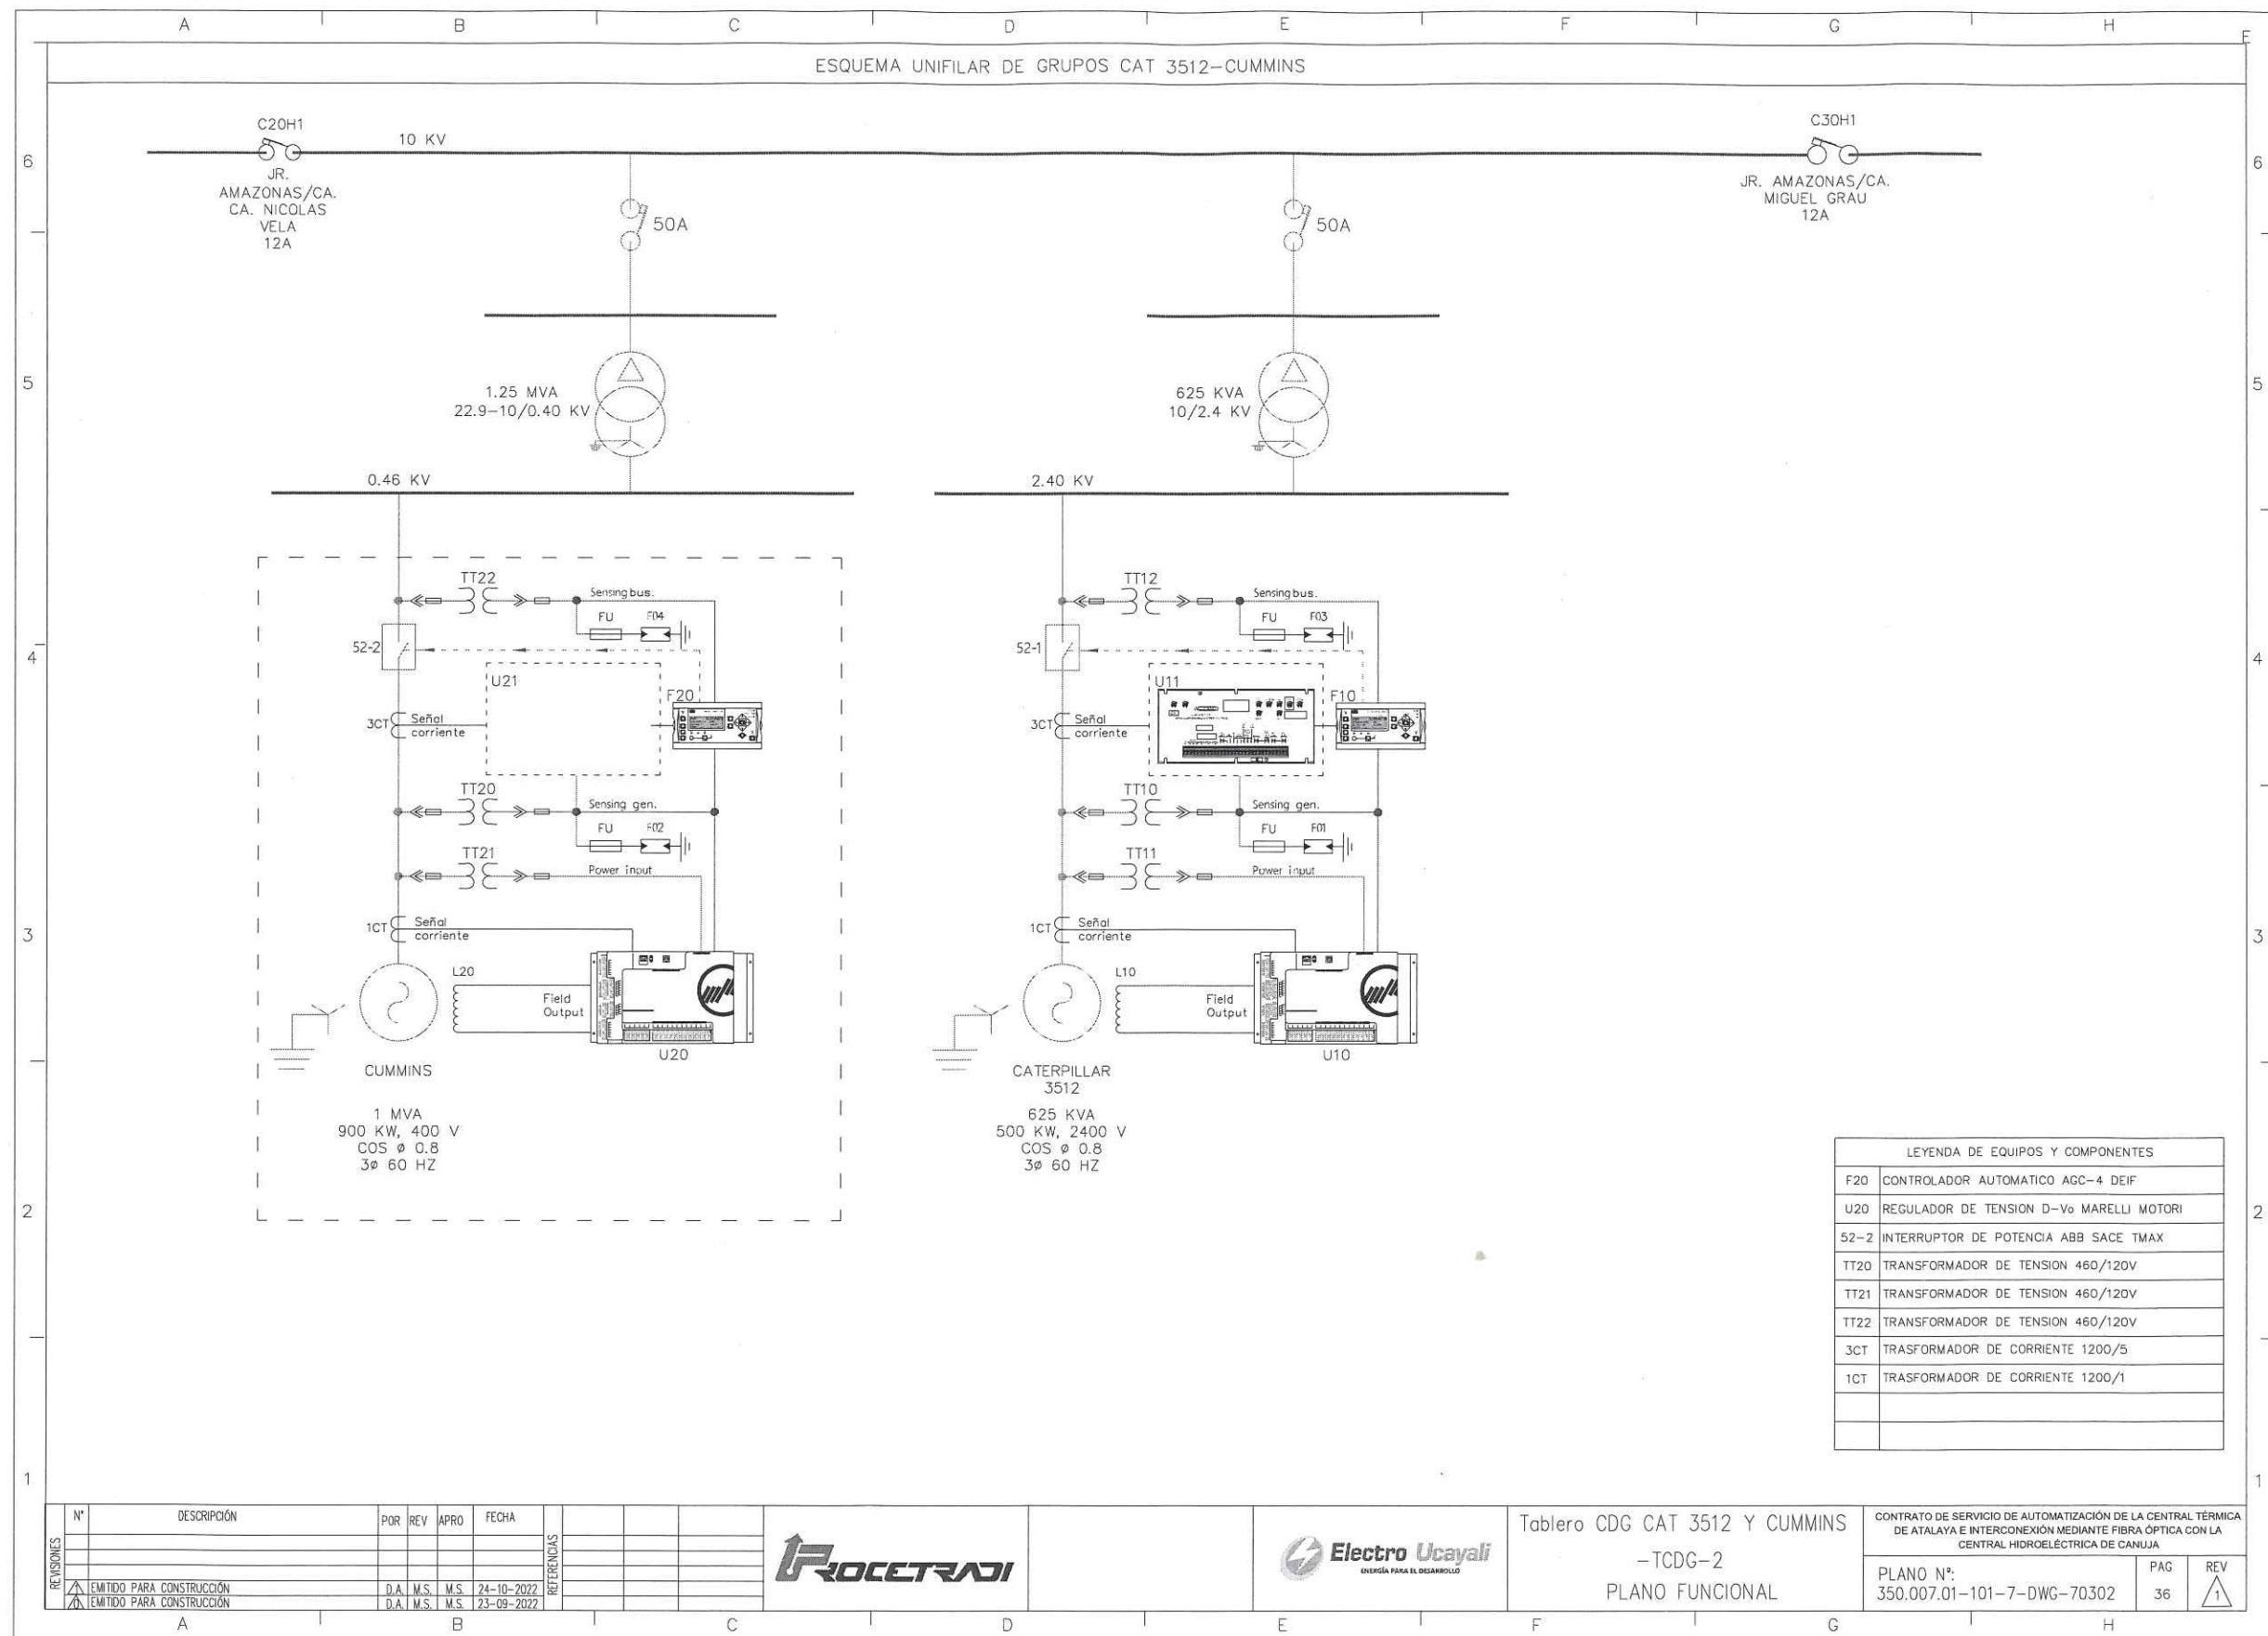 A B C D E F G H
E
ESQUEMA UNIFILAR DE GRUPOS CAT 3512-CUMMINS
6
5
4
3
2
1
C20H1
JR.
AMAZONAS/CA.
CA. NICOLAS
VELA
12A
10 KV
C30H1
JR. AMAZONAS/CA.
MIGUEL GRAU
12A
6
5
4
3
2
1
50A
1.25 MVA
22.9-10/0.40 KV
0.46 KV
TT22
Sensing bus.
FU F04
52-2
U21
F20
3CT Señal
corriente
TT20
Sensing gen.
FU F02
TT21
Power input
1CT Señal
corriente
L20
Field
Output
U20
CUMMINS
1 MVA
900 KW, 400 V
COS ø 0.8
3ø 60 HZ
50A
625 KVA
10/2.4 KV
2.40 KV
TT12
Sensing bus.
FU F03
52-1
U11
F10
3CT Señal
corriente
TT10
Sensing gen.
FU F01
TT11
Power input
1CT Señal
corriente
L10
Field
Output
U10
CATERPILLAR
3512
625 KVA
500 KW, 2400 V
COS ø 0.8
3ø 60 HZ
LEYENDA DE EQUIPOS Y COMPONENTES
F20 CONTROLADOR AUTOMATICO AGC-4 DEIF
U20 REGULADOR DE TENSION D-Vo MARELLI MOTORI
52-2 INTERRUPTOR DE POTENCIA ABB SACE TMAX
TT20 TRANSFORMADOR DE TENSION 460/120V
TT21 TRANSFORMADOR DE TENSION 460/120V
TT22 TRANSFORMADOR DE TENSION 460/120V
3CT TRASFORMADOR DE CORRIENTE 1200/5
1CT TRASFORMADOR DE CORRIENTE 1200/1
REVISIONES
N° DESCRIPCIÓN POR REV APRO FECHA
1 EMITIDO PARA CONSTRUCCIÓN D.A. M.S. M.S. 24-10-2022
0 EMITIDO PARA CONSTRUCCIÓN D.A. M.S. M.S. 23-09-2022
REFERENCIAS
PROCETRADI
Electro Ucayali
ENERGÍA PARA EL DESARROLLO
Tablero CDG CAT 3512 Y CUMMINS
-TCDG-2
PLANO FUNCIONAL
CONTRATO DE SERVICIO DE AUTOMATIZACIÓN DE LA CENTRAL TÉRMICA
DE ATALAYA E INTERCONEXIÓN MEDIANTE FIBRA ÓPTICA CON LA
CENTRAL HIDROELÉCTRICA DE CANUJA
PLANO N°:
350.007.01-101-7-DWG-70302
PAG
36
REV
1
A B C D E F G H